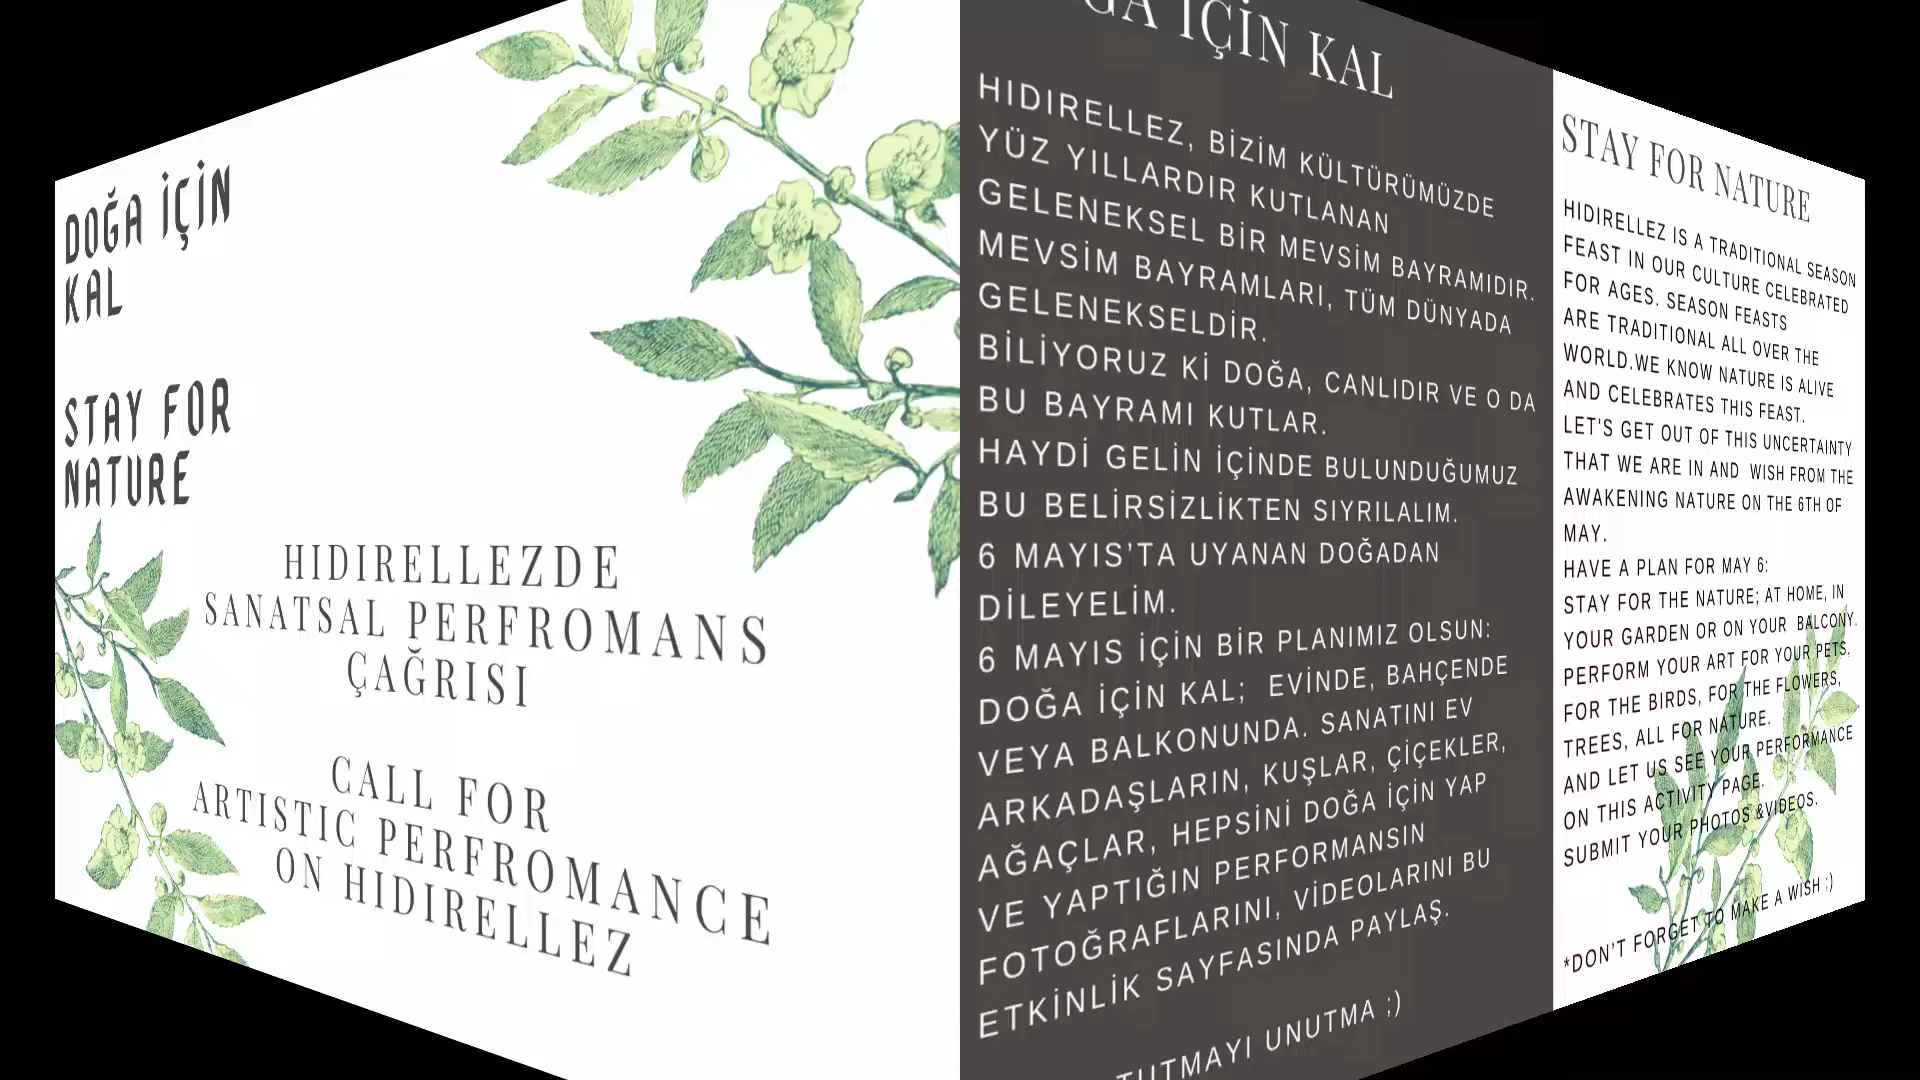 DOĞA İÇİN
KAL
STAY FOR
NATURE
HIDIRELLEZDE
SANATSAL PERFROMANS
ÇAĞRISI
CALL FOR
ARTISTIC PERFROMANCE
ON HIDIRELLEZ
İÇİN KAL
HIDIRELLEZ, BİZİM KÜLTÜRÜMÜZDE
YÜZ YILLARDIR KUTLANAN
GELENEKSEL BİR MEVSİM BAYRAMIDIR.
MEVSİM BAYRAMLARI, TÜM DÜNYADA
GELENEKSELDİR.
BİLİYORUZ Kİ DOĞA, CANLIDIR VE O DA
BU BAYRAMI KUTLAR.
HAYDİ GELİN İÇİNDE BULUNDUĞUMUZ
BU BELİRSİZLİKTEN SIYRILALIM.
6 MAYIS'TA UYANAN DOĞADAN
DİLEYELİM.
6 MAYIS İÇİN BİR PLANIMIZ OLSUN:
DOĞA İÇİN KAL; EVİNDE, BAHÇENDE
VEYA BALKONUNDA. SANATINI EV
ARKADAŞLARIN, KUŞLAR, ÇİÇEKLER,
AĞAÇLAR, HEPSİNİ DOĞA İÇİN YAP
VE YAPTIĞIN PERFORMANSIN
FOTOĞRAFLARINI, VİDEOLARINI BU
ETKİNLİK SAYFASINDA PAYLAŞ.
TUTMAYI UNUTMA ;)
STAY FOR NATURE
HIDIRELLEZ IS A TRADITIONAL SEASON
FEAST IN OUR CULTURE CELEBRATED
FOR AGES. SEASON FEASTS
ARE TRADITIONAL ALL OVER THE
WORLD.WE KNOW NATURE IS ALIVE
AND CELEBRATES THIS FEAST.
LET'S GET OUT OF THIS UNCERTAINTY
THAT WE ARE IN AND WISH FROM THE
AWAKENING NATURE ON THE 6TH OF
MAY.
HAVE A PLAN FOR MAY 6:
STAY FOR THE NATURE; AT HOME, IN
YOUR GARDEN OR ON YOUR BALCONY.
PERFORM YOUR ART FOR YOUR PETS,
FOR THE BIRDS, FOR THE FLOWERS,
TREES, ALL FOR NATURE.
AND LET US SEE YOUR PERFORMANCE
ON THIS ACTIVITY PAGE.
SUBMIT YOUR PHOTOS &VIDEOS.
*DON'T FORGET TO MAKE A WISH ;)